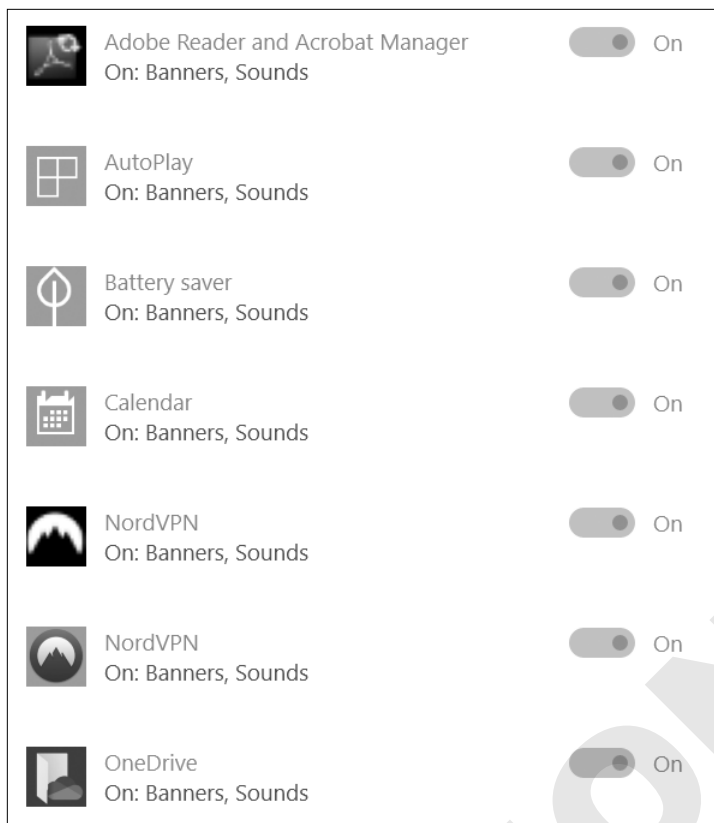 Adobe Reader and Acrobat Manager On
On: Banners, Sounds
AutoPlay On
On: Banners, Sounds
Battery saver On
On: Banners, Sounds
Calendar On
On: Banners, Sounds
NordVPN On
On: Banners, Sounds
NordVPN On
On: Banners, Sounds
OneDrive On
On: Banners, Sounds